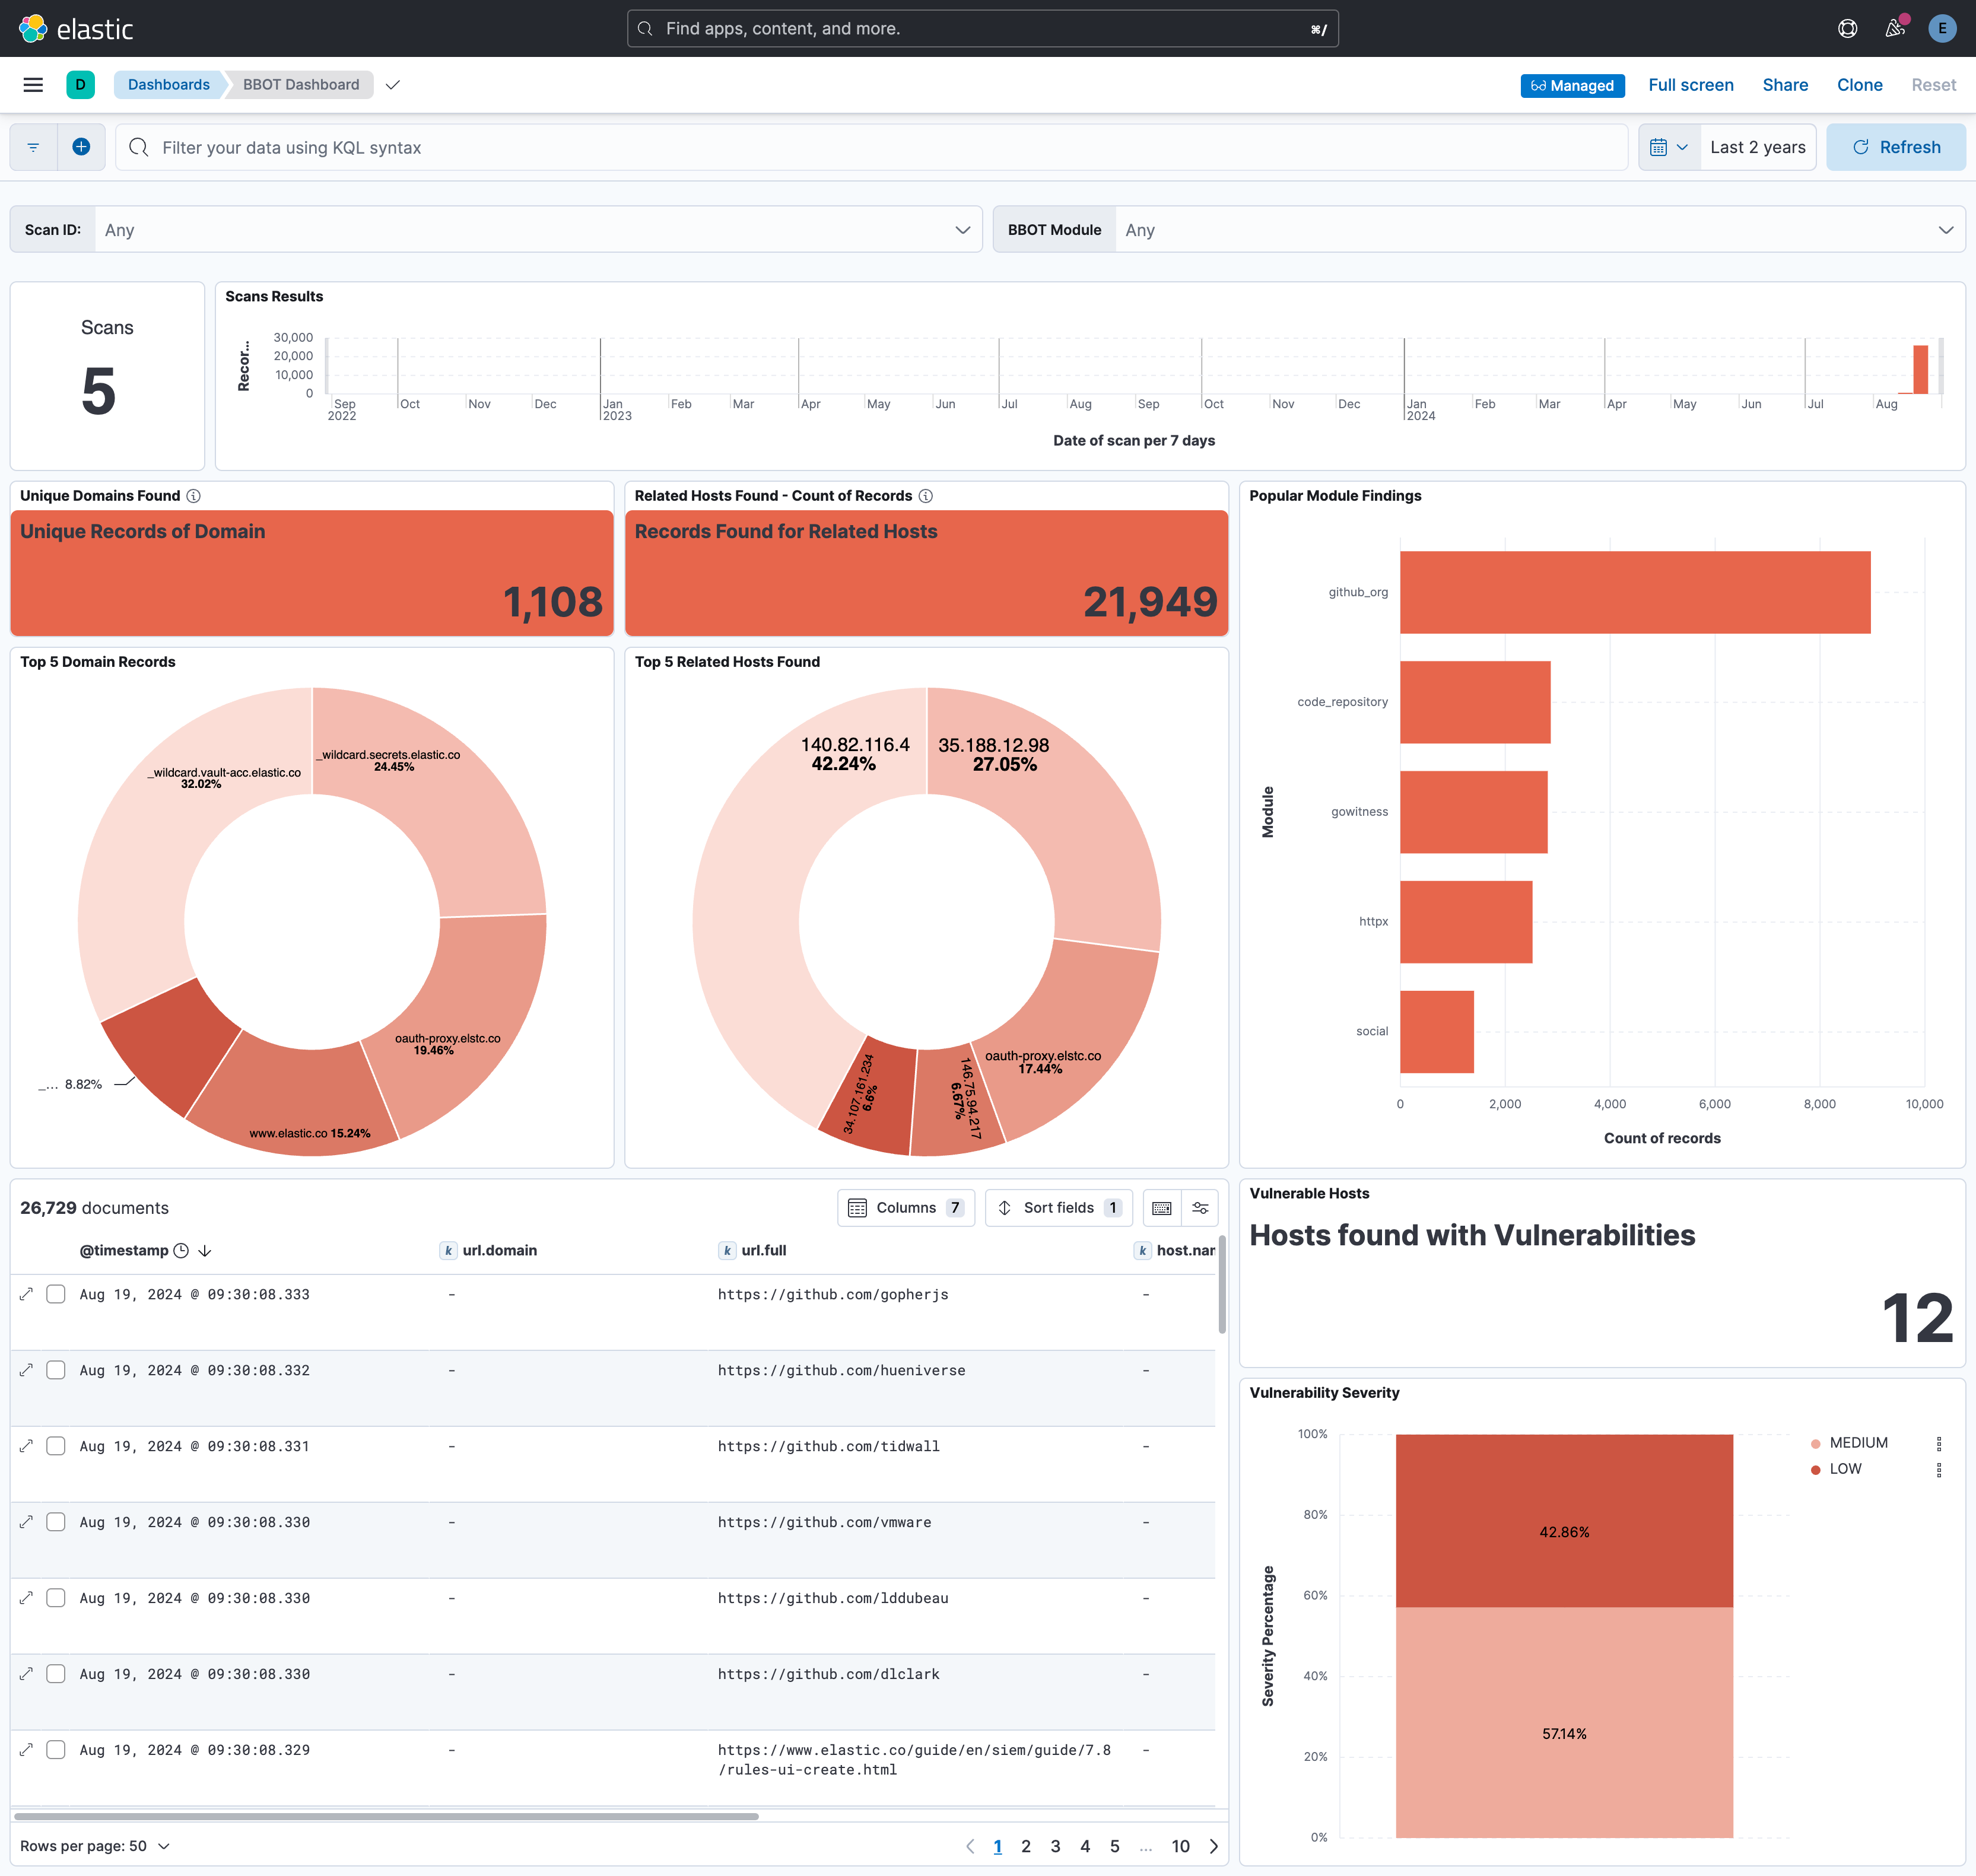 elastic
Find apps, content, and more.
⌘/
E
D
Dashboards
BBOT Dashboard
Managed
Full screen
Share
Clone
Reset
Filter your data using KQL syntax
Last 2 years
Refresh
Scan ID:
Any
BBOT Module
Any
Scans
5
Scans Results
Recor...
30,000
20,000
10,000
0
Sep
2022
Oct
Nov
Dec
Jan
2023
Feb
Mar
Apr
May
Jun
Jul
Aug
Sep
Oct
Nov
Dec
Jan
2024
Feb
Mar
Apr
May
Jun
Jul
Aug
Date of scan per 7 days
Unique Domains Found
Unique Records of Domain
1,108
Related Hosts Found - Count of Records
Records Found for Related Hosts
21,949
Popular Module Findings
Module
github_org
code_repository
gowitness
httpx
social
0
2,000
4,000
6,000
8,000
10,000
Count of records
Top 5 Domain Records
_wildcard.vault-acc.elastic.co
32.02%
_wildcard.secrets.elastic.co
24.45%
oauth-proxy.elstc.co
19.46%
_... 8.82%
www.elastic.co 15.24%
Top 5 Related Hosts Found
140.82.116.4
42.24%
35.188.12.98
27.05%
oauth-proxy.elstc.co
17.44%
34.107.161.234
6.6%
146.75.94.217
6.67%
26,729 documents
Columns 7
Sort fields 1
@timestamp
k url.domain
k url.full
k host.nar
Aug 19, 2024 @ 09:30:08.333
-
https://github.com/gopherjs
-
Aug 19, 2024 @ 09:30:08.332
-
https://github.com/hueniverse
-
Aug 19, 2024 @ 09:30:08.331
-
https://github.com/tidwall
-
Aug 19, 2024 @ 09:30:08.330
-
https://github.com/vmware
-
Aug 19, 2024 @ 09:30:08.330
-
https://github.com/lddubeau
-
Aug 19, 2024 @ 09:30:08.330
-
https://github.com/dlclark
-
Aug 19, 2024 @ 09:30:08.329
-
https://www.elastic.co/guide/en/siem/guide/7.8
/rules-ui-create.html
-
Rows per page: 50
1 2 3 4 5 ... 10
Vulnerable Hosts
Hosts found with Vulnerabilities
12
Vulnerability Severity
Severity Percentage
100%
80%
60%
40%
20%
0%
42.86%
57.14%
MEDIUM
LOW